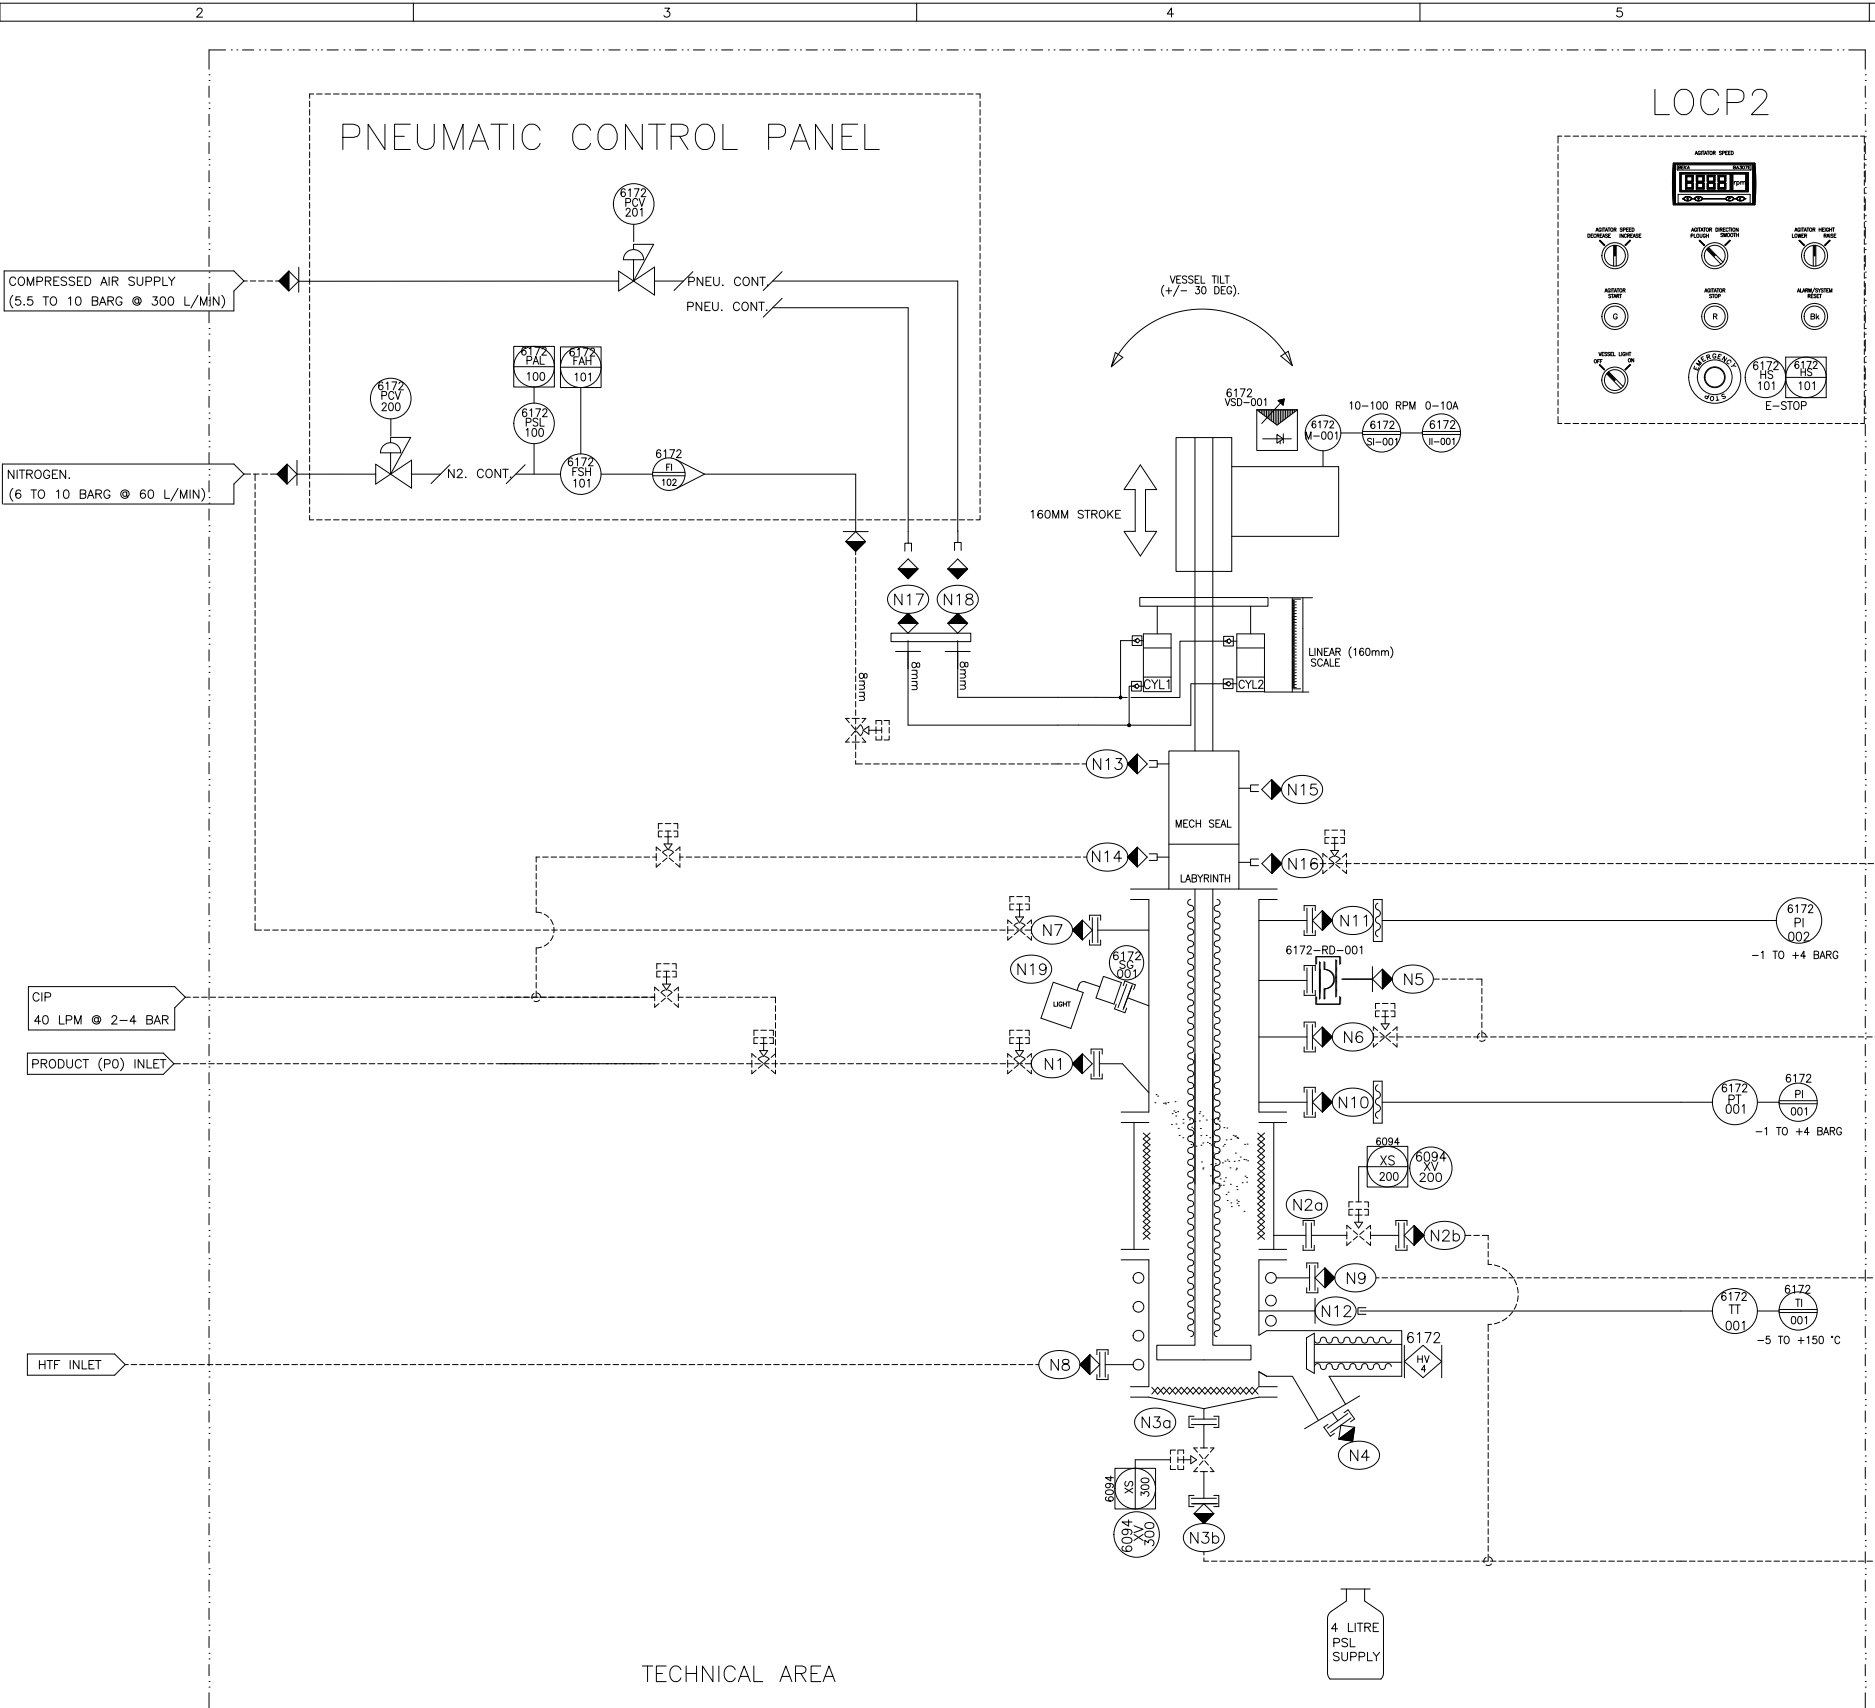 2
3
4
5
LOCP2
PNEUMATIC CONTROL PANEL
AGITATOR SPEED
BEKA
BA307E
8888
rpm
6172
PCV
201
AGITATOR SPEED
DECREASE INCREASE
AGITATOR DIRECTION
PLOUGH SMOOTH
AGITATOR HEIGHT
LOWER RAISE
COMPRESSED AIR SUPPLY
(5.5 TO 10 BARG @ 300 L/MIN)
PNEU. CONT.
PNEU. CONT.
VESSEL TILT
(+/- 30 DEG).
AGITATOR
START
G
AGITATOR
STOP
R
ALARM/SYSTEM
RESET
Bk
6172
PAL
100
6172
FAH
101
VESSEL LIGHT
OFF ON
EMERGENCY
STOP
6172
HS
101
6172
HS
101
E-STOP
6172
PCV
200
6172
PSL
100
6172
VSD-001
6172
M-001
10-100 RPM
6172
SI-001
0-10A
6172
II-001
NITROGEN.
(6 TO 10 BARG @ 60 L/MIN)
N2. CONT.
6172
FSH
101
6172
FI
102
160MM STROKE
N17
N18
8mm
8mm
8mm
CYL1
CYL2
LINEAR (160mm)
SCALE
N13
N15
MECH SEAL
N14
N16
LABYRINTH
N7
N11
6172
PI
002
-1 TO +4 BARG
N19
6172
SG
001
LIGHT
6172-RD-001
N5
CIP
40 LPM @ 2-4 BAR
N6
PRODUCT (P0) INLET
N1
N10
6172
PT
001
6172
PI
001
-1 TO +4 BARG
6094
XS
200
6094
XV
200
N2a
N2b
N9
N12
6172
TT
001
6172
TI
001
-5 TO +150 °C
HTF INLET
N8
6172
HV
4
N3a
N4
6094
XS
300
6094
XV
300
N3b
4 LITRE
PSL
SUPPLY
TECHNICAL AREA